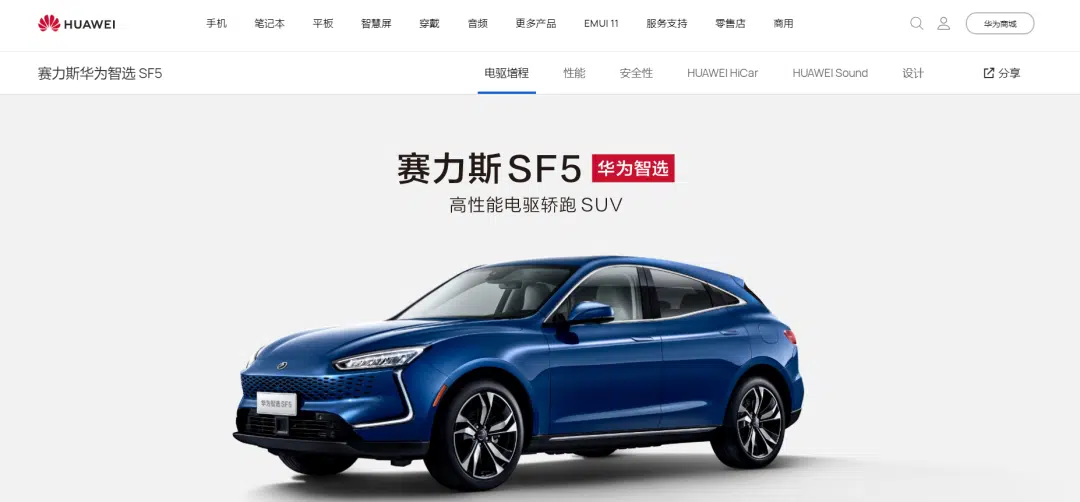 HUAWEI 手机 笔记本 平板 智慧屏 穿戴 音频 更多产品 EMUI 11 服务支持 零售店 商用 华为商城
赛力斯华为智选 SF5 电驱增程 性能 安全性 HUAWEI HiCar HUAWEI Sound 设计 分享
赛力斯SF5 华为智选
高性能电驱轿跑 SUV
华为智选SF5